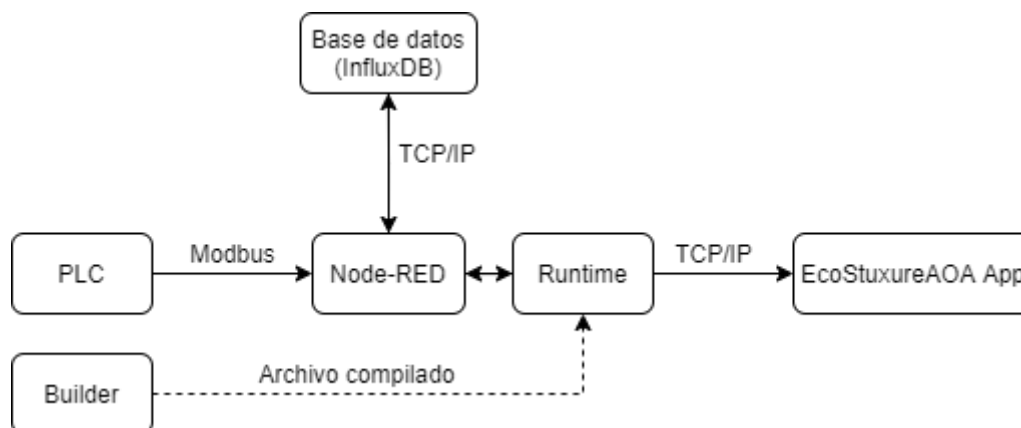 Base de datos
(InfluxDB)
TCP/IP
PLC
Modbus
Node-RED
Runtime
TCP/IP
EcoStuxureAOA App
Builder
Archivo compilado